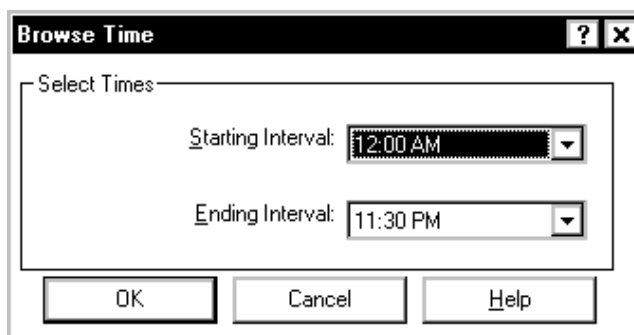 Browse Time
Select Times
Starting Interval: 12:00 AM
Ending Interval: 11:30 PM
OK Cancel Help